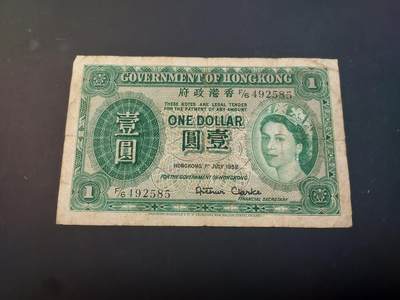 GOVERNMENT OF HONGKONG
1
1
府政港香
F/6 492585
THESE NOTES ARE LEGAL TENDER
FOR THE PAYMENT OF ANY AMOUNT
ONE DOLLAR
壹圓
圓壹
HONGKONG 1ST JULY 1959
FOR THE GOVERNMENT OF HONGKONG
1
F/6 492585
Arthur Clarke
FINANCIAL SECRETARY